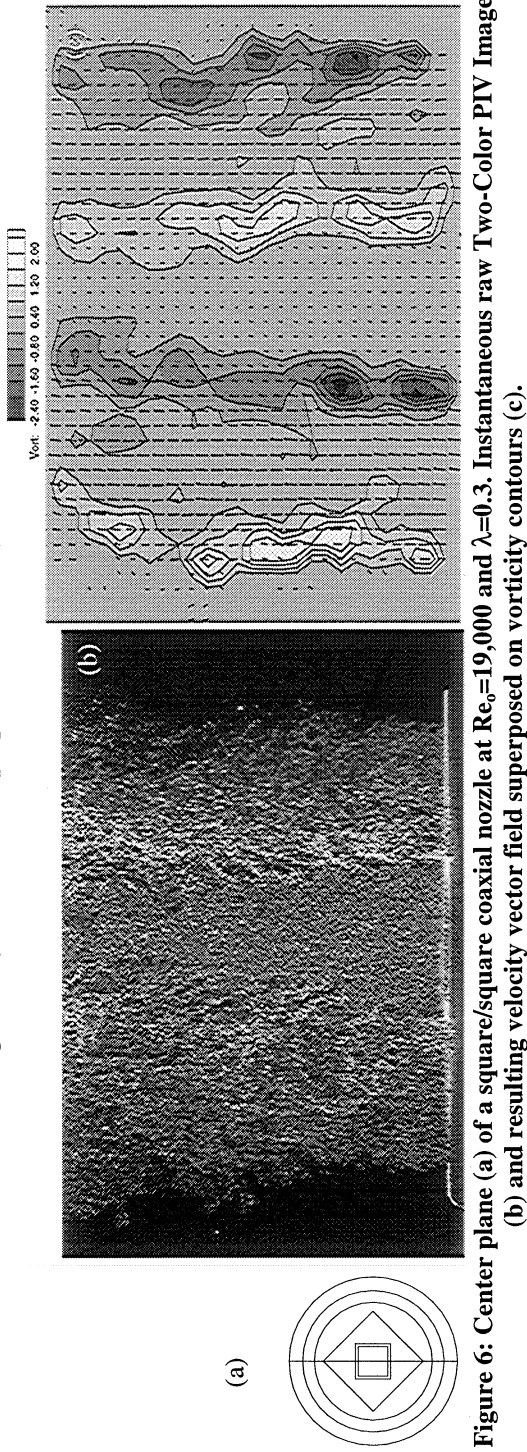 (a)
(b)
(c)
Vort: -2.40 -1.60 -0.80 0.40 1.20 2.00
Figure 6: Center plane (a) of a square/square coaxial nozzle at Reₒ=19,000 and λ=0.3. Instantaneous raw Two-Color PIV Image
(b) and resulting velocity vector field superposed on vorticity contours (c).